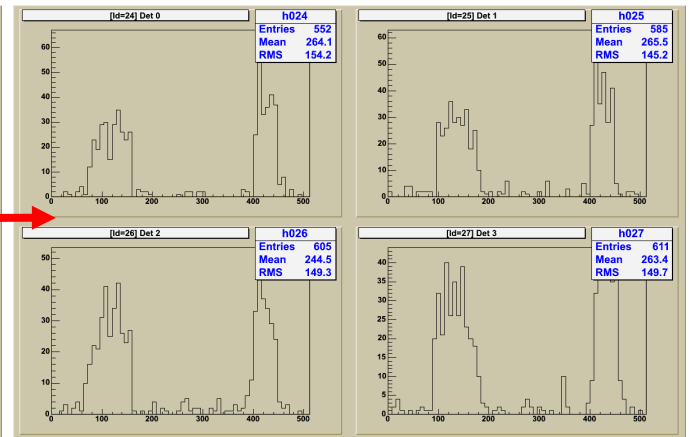 [Id=24] Det 0
h024
Entries 552
Mean 264.1
RMS 154.2
60
50
40
30
20
10
0
100 200 300 400 500
[Id=25] Det 1
h025
Entries 585
Mean 265.5
RMS 145.2
60
50
40
30
20
10
0
100 200 300 400 500
[Id=26] Det 2
h026
Entries 605
Mean 244.5
RMS 149.3
50
40
30
20
10
0
100 200 300 400 500
[Id=27] Det 3
h027
Entries 611
Mean 263.4
RMS 149.7
40
35
30
25
20
15
10
5
0
100 200 300 400 500